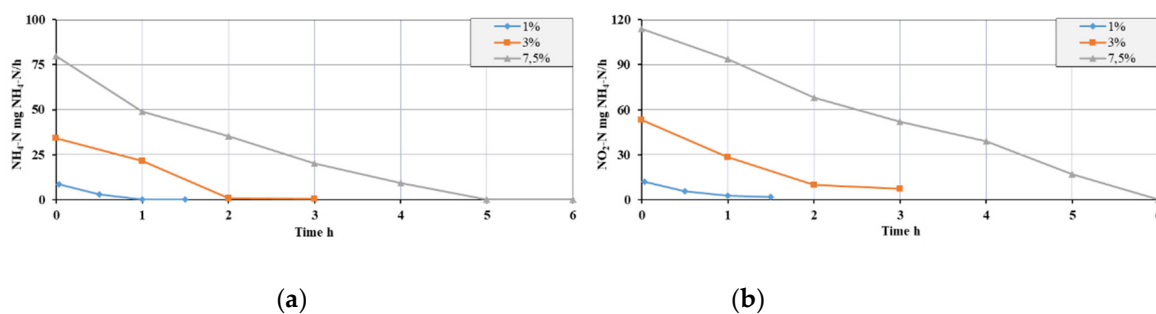 100
75
50
25
0
NH₄-N mg NH₄-N/h
0 1 2 3 4 5 6
Time h
1%
3%
7,5%
(a)
120
90
60
30
0
NO₂-N mg NH₄-N/h
0 1 2 3 4 5 6
Time h
1%
3%
7,5%
(b)